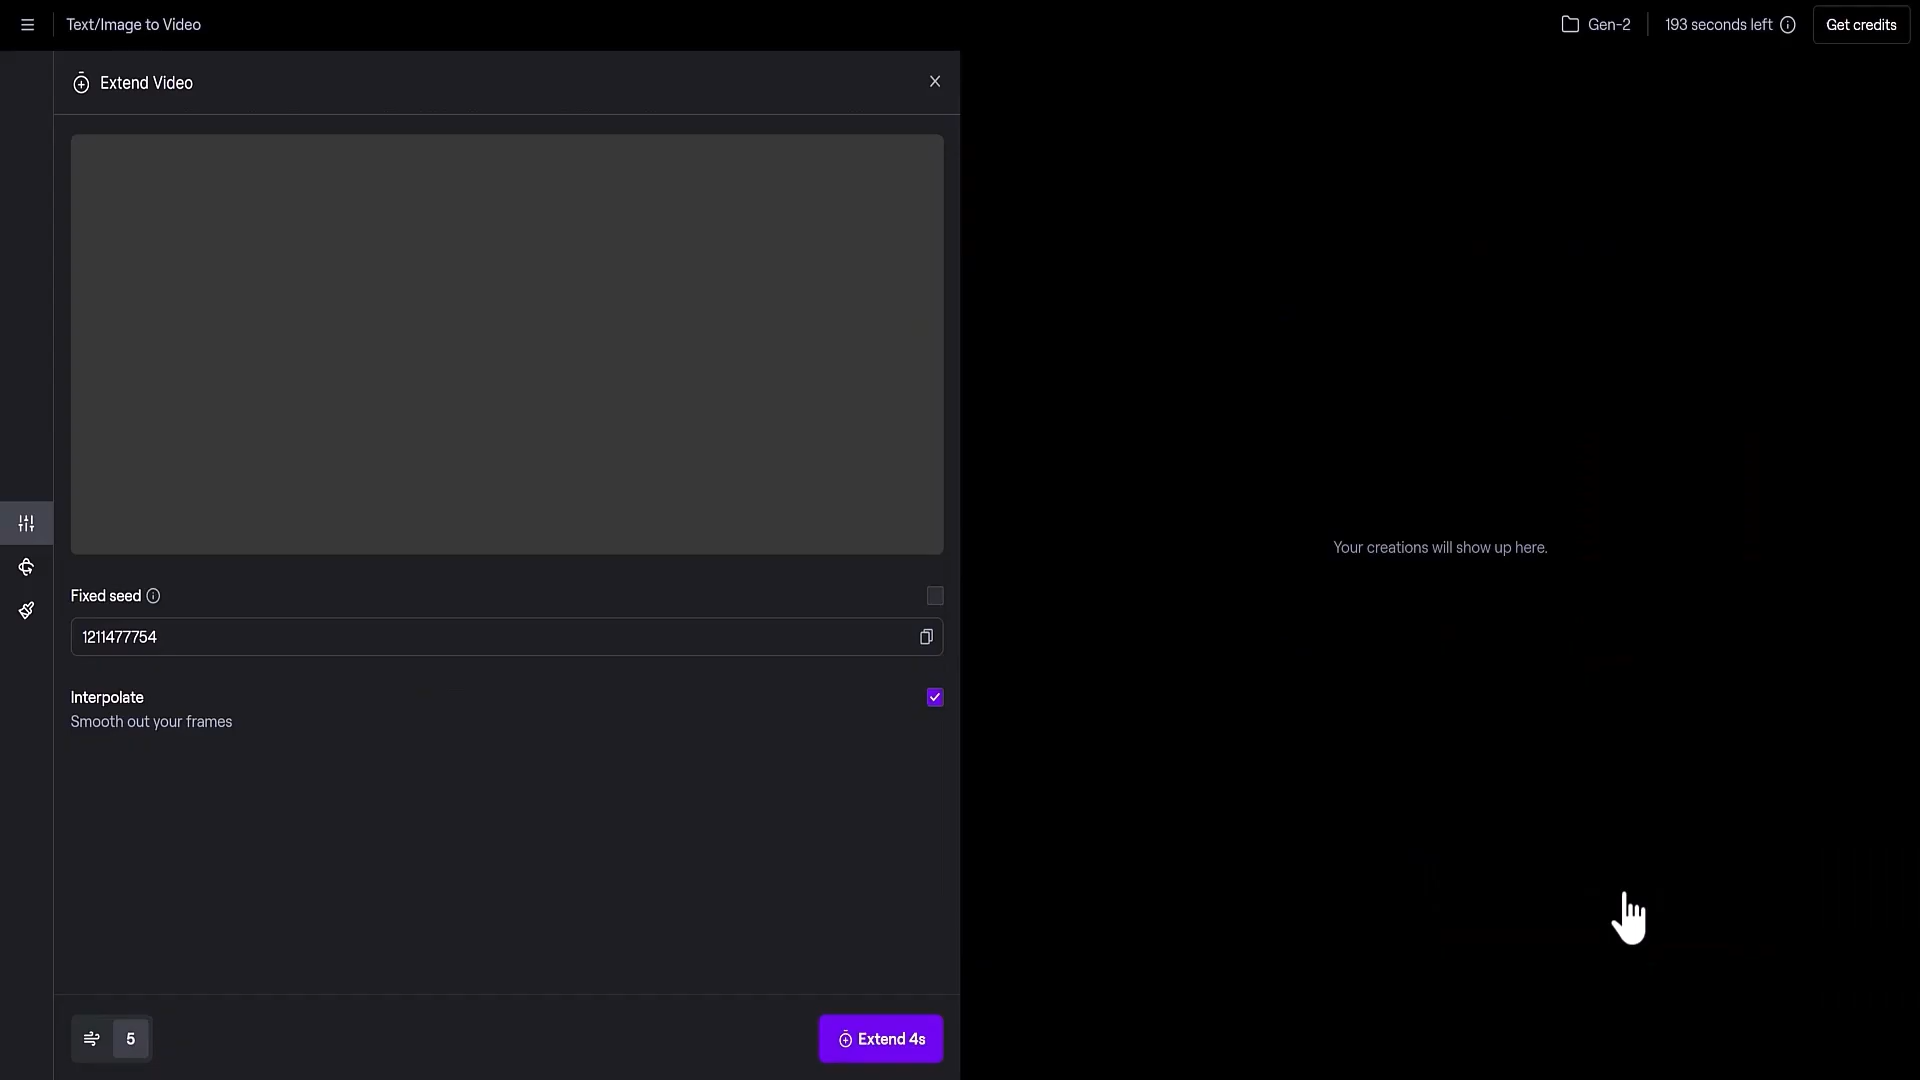 Text/Image to Video
Gen-2
193 seconds left
Get credits
Extend Video
Fixed seed
1211477754
Interpolate
Smooth out your frames
Your creations will show up here.
5
Extend 4s